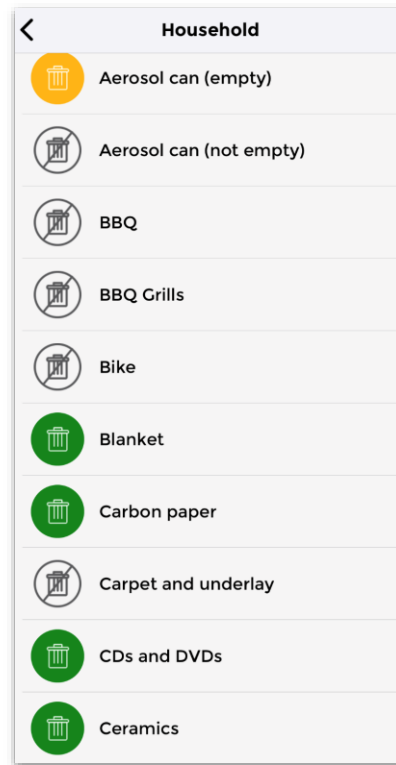 Household
Aerosol can (empty)
Aerosol can (not empty)
BBQ
BBQ Grills
Bike
Blanket
Carbon paper
Carpet and underlay
CDs and DVDs
Ceramics